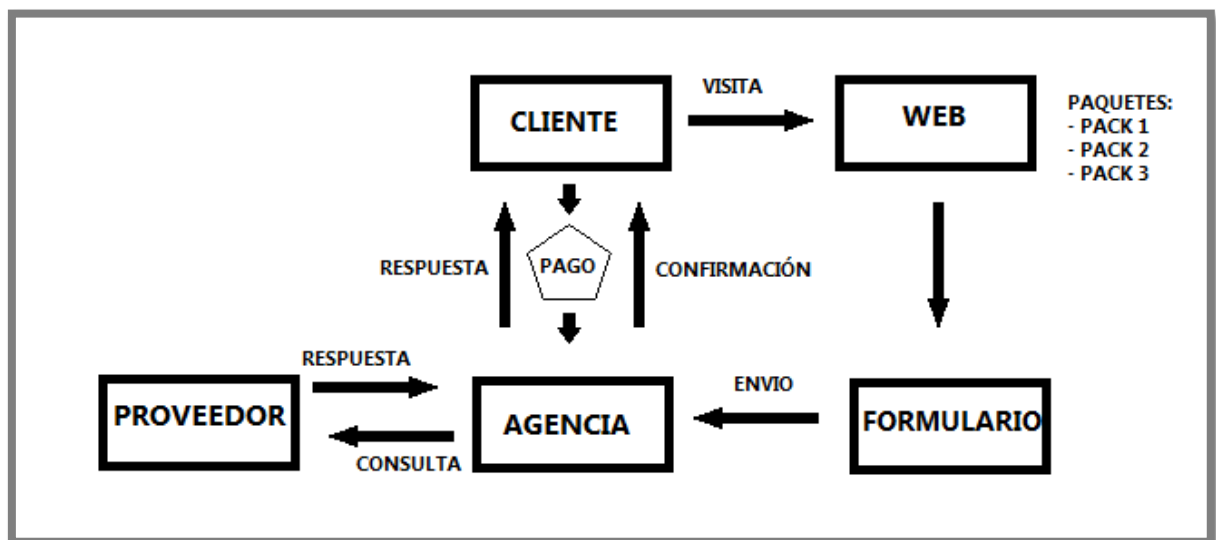 VISITA
CLIENTE
WEB
PAQUETES:
- PACK 1
- PACK 2
- PACK 3
RESPUESTA
PAGO
CONFIRMACIÓN
RESPUESTA
PROVEEDOR
CONSULTA
AGENCIA
ENVIO
FORMULARIO